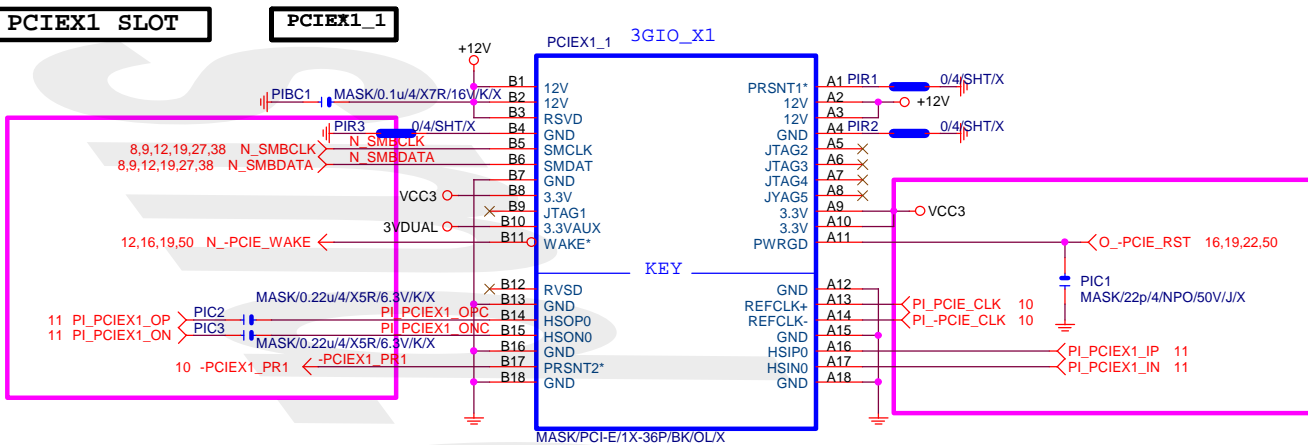 PCIEX1 SLOT
PCIEX1_1
PCIEX1_1
3GIO_X1
+12V
PIBC1
MASK/0.1u/4/X7R/16V/K/X
B1
12V
B2
12V
B3
RSVD
PIR3
0/4/SHT/X
B4
GND
8,9,12,19,27,38 N_SMBCLK
N_SMBCLK
B5
SMCLK
8,9,12,19,27,38 N_SMBDATA
N_SMBDATA
B6
SMDAT
B7
GND
VCC3
B8
3.3V
B9
JTAG1
3VDUAL
B10
3.3VAUX
12,16,19,50 N_-PCIE_WAKE
B11
WAKE*
KEY
B12
RVSD
MASK/0.22u/4/X5R/6.3V/K/X
B13
GND
11 PI_PCIEX1_OP
PIC2
PI_PCIEX1_OPC
B14
HSOP0
11 PI_PCIEX1_ON
PIC3
PI_PCIEX1_ONC
B15
HSON0
MASK/0.22u/4/X5R/6.3V/K/X
B16
GND
10 -PCIEX1_PR1
-PCIEX1_PR1
B17
PRSNT2*
B18
GND
PRSNT1*
A1
PIR1
0/4/SHT/X
12V
A2
+12V
12V
A3
GND
A4
PIR2
0/4/SHT/X
JTAG2
A5
JTAG3
A6
JTAG4
A7
JYAG5
A8
3.3V
A9
VCC3
3.3V
A10
PWRGD
A11
O_-PCIE_RST 16,19,22,50
PIC1
MASK/22p/4/NPO/50V/J/X
GND
A12
REFCLK+
A13
PI_PCIE_CLK 10
REFCLK-
A14
PI_-PCIE_CLK 10
GND
A15
HSIP0
A16
PI_PCIEX1_IP 11
HSIN0
A17
PI_PCIEX1_IN 11
GND
A18
MASK/PCI-E/1X-36P/BK/OL/X